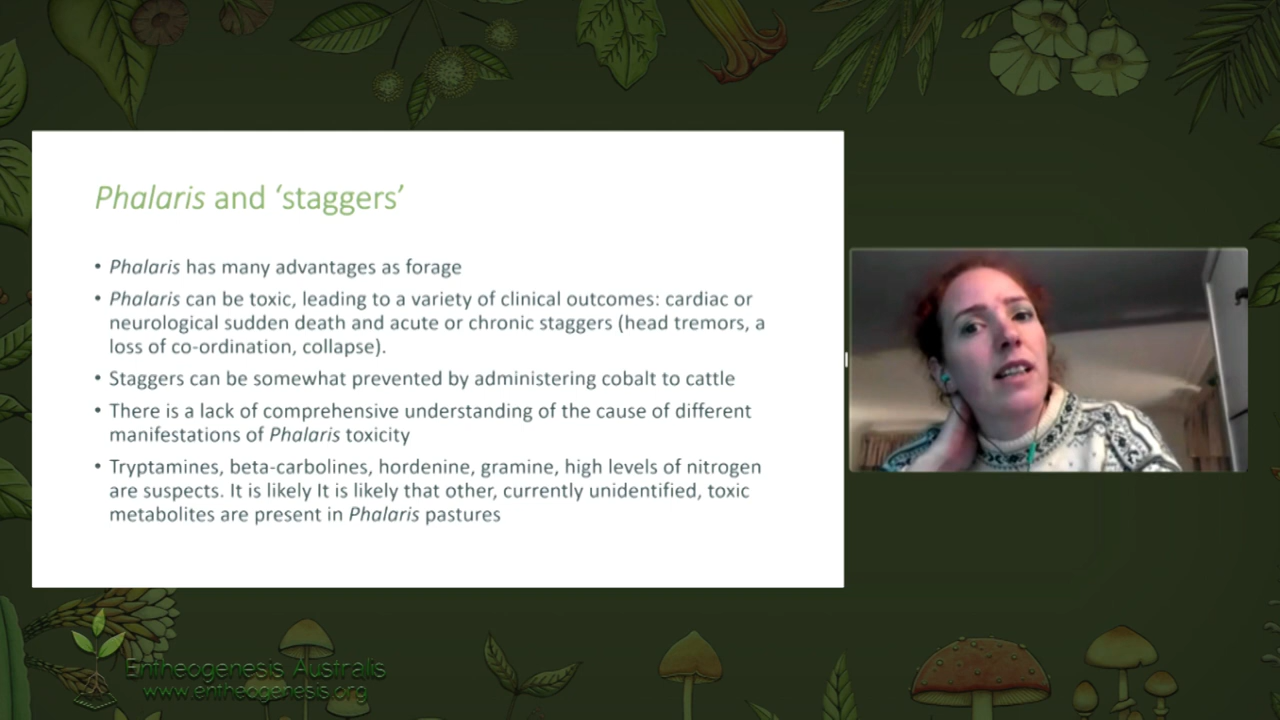 Phalaris and ‘staggers’
• Phalaris has many advantages as forage
• Phalaris can be toxic, leading to a variety of clinical outcomes: cardiac or
neurological sudden death and acute or chronic staggers (head tremors, a
loss of co-ordination, collapse).
• Staggers can be somewhat prevented by administering cobalt to cattle
• There is a lack of comprehensive understanding of the cause of different
manifestations of Phalaris toxicity
• Tryptamines, beta-carbolines, hordenine, gramine, high levels of nitrogen
are suspects. It is likely It is likely that other, currently unidentified, toxic
metabolites are present in Phalaris pastures
Entheogenesis Australis
www.entheogenesis.org